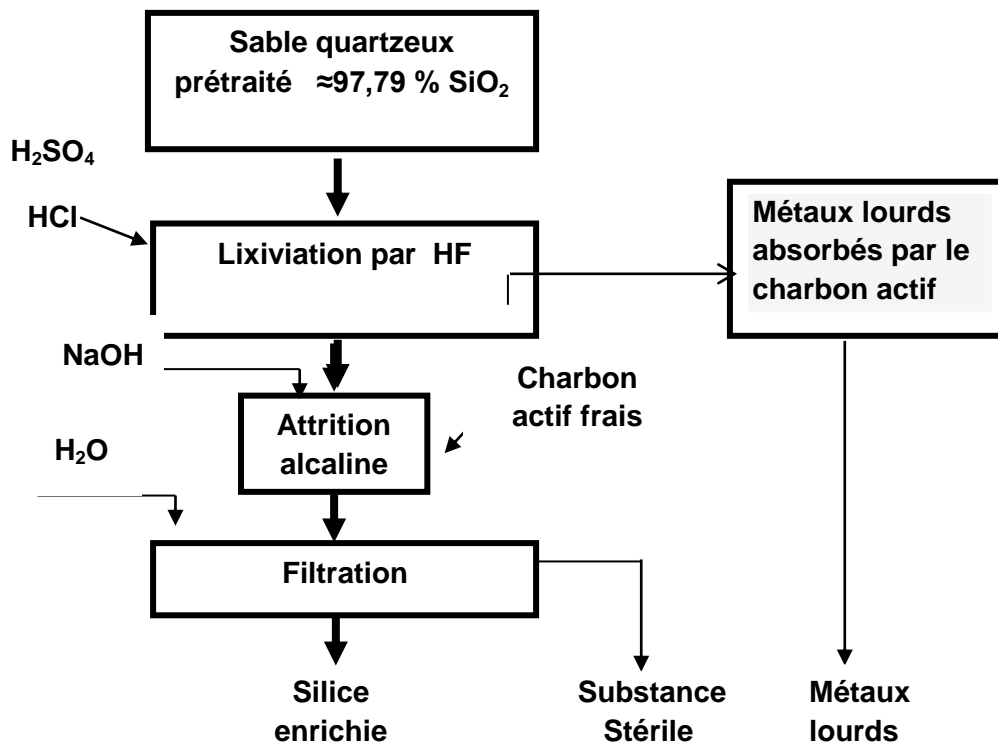 Sable quartzeux
prétraité ≈97,79 % SiO₂
H₂SO₄
HCl
Lixiviation par HF
Métaux lourds
absorbés par le
charbon actif
NaOH
Charbon
actif frais
Attrition
alcaline
H₂O
Filtration
Silice
enrichie
Substance
Stérile
Métaux
lourds